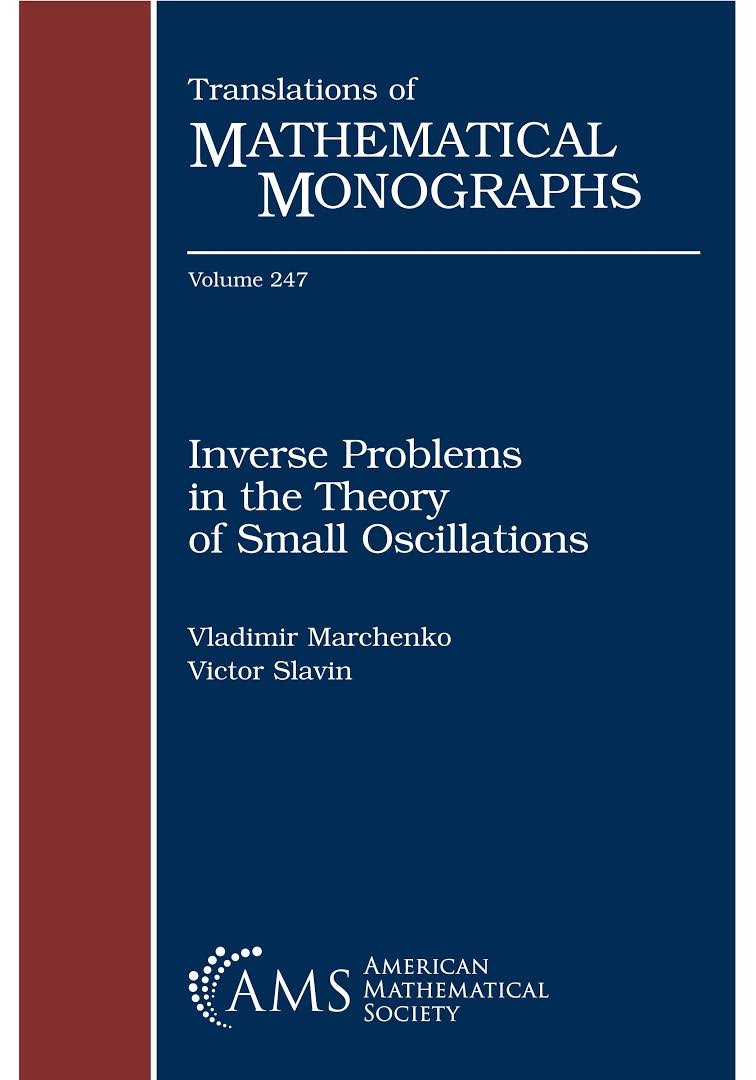 Translations of
MATHEMATICAL
MONOGRAPHS
Volume 247
Inverse Problems
in the Theory
of Small Oscillations
Vladimir Marchenko
Victor Slavin
AMS
AMERICAN
MATHEMATICAL
SOCIETY